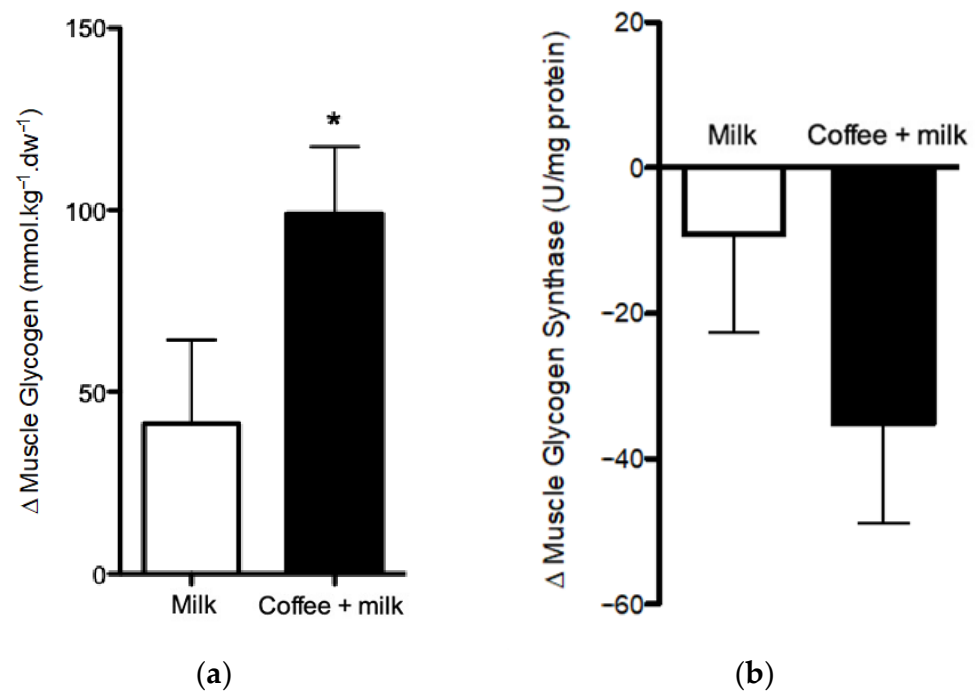 Δ Muscle Glycogen (mmol.kg⁻¹.dw⁻¹)
150
100
50
0
*
Milk
Coffee + milk
(a)
Δ Muscle Glycogen Synthase (U/mg protein)
20
0
−20
−40
−60
Milk
Coffee + milk
(b)